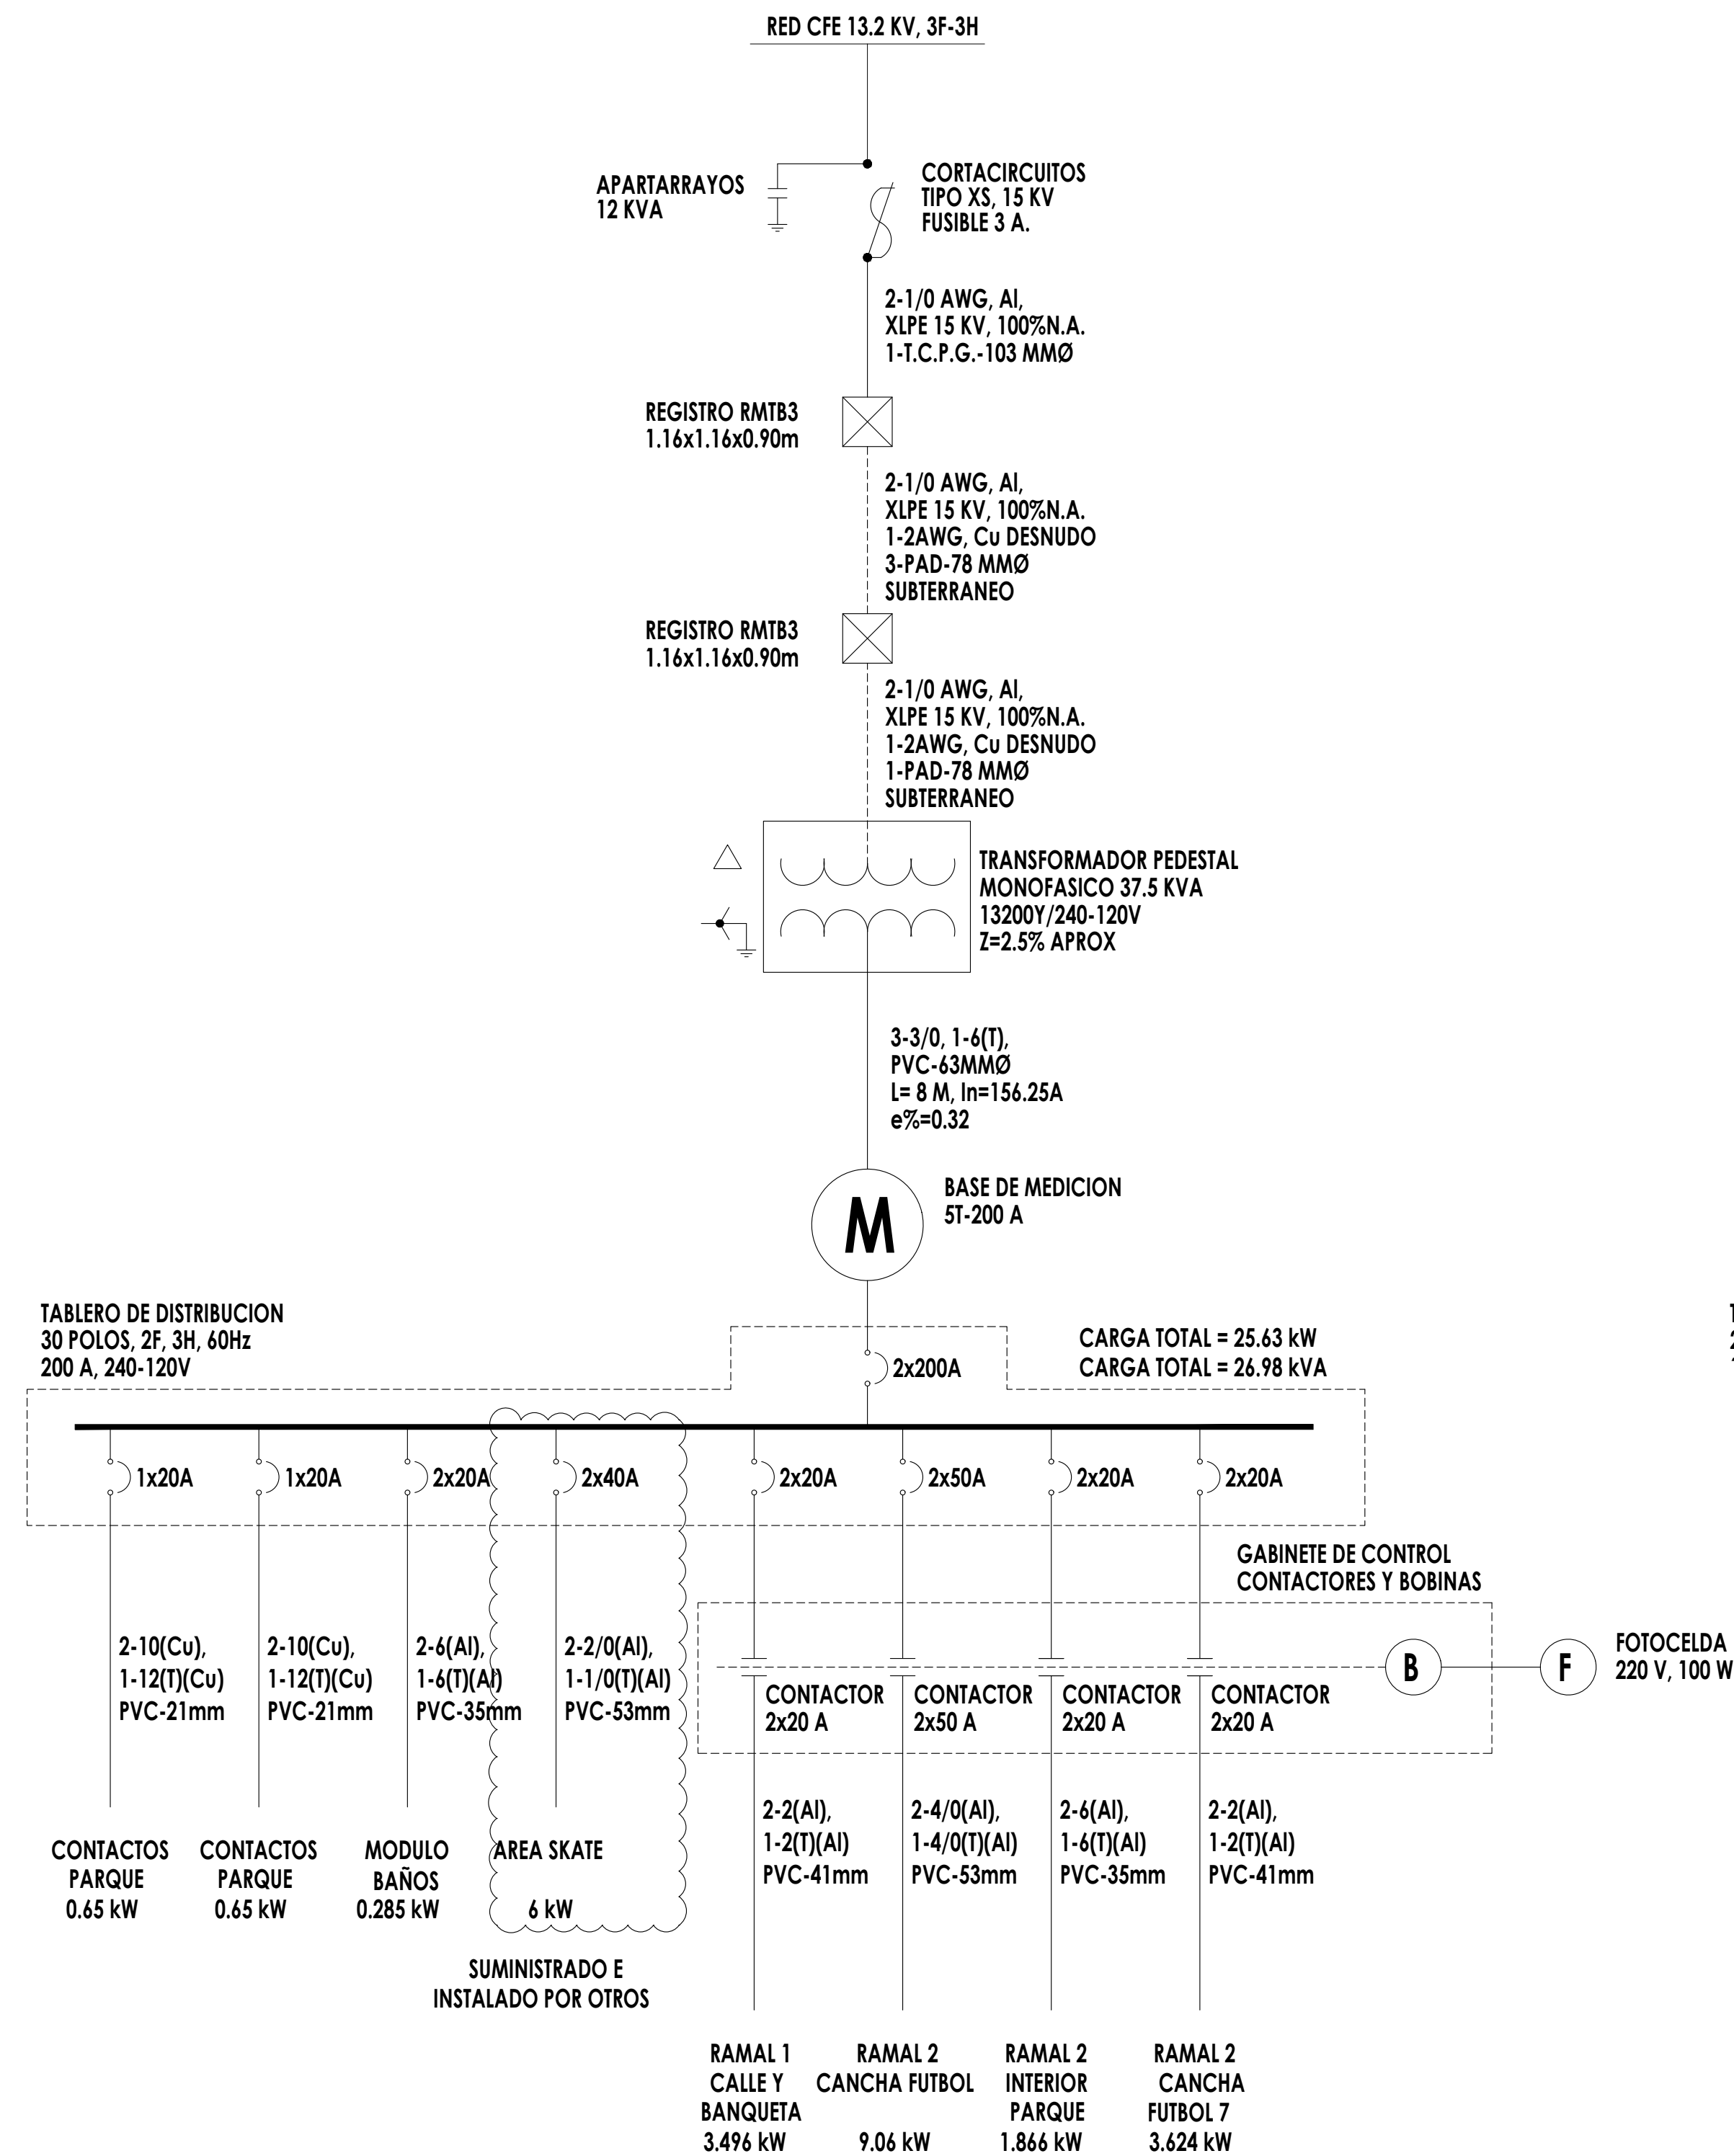 RED CFE 13.2 KV, 3F-3H
APARTARRAYOS
12 KVA
CORTACIRCUITOS
TIPO XS, 15 KV
FUSIBLE 3 A.
2-1/0 AWG, Al,
XLPE 15 KV, 100%N.A.
1-T.C.P.G.-103 MMØ
REGISTRO RMTB3
1.16x1.16x0.90m
2-1/0 AWG, Al,
XLPE 15 KV, 100%N.A.
1-2AWG, Cu DESNUDO
3-PAD-78 MMØ
SUBTERRANEO
REGISTRO RMTB3
1.16x1.16x0.90m
2-1/0 AWG, Al,
XLPE 15 KV, 100%N.A.
1-2AWG, Cu DESNUDO
1-PAD-78 MMØ
SUBTERRANEO
TRANSFORMADOR PEDESTAL
MONOFASICO 37.5 KVA
13200Y/240-120V
Z=2.5% APROX
3-3/0, 1-6(T),
PVC-63MMØ
L= 8 M, In=156.25A
e%=0.32
M
BASE DE MEDICION
5T-200 A
TABLERO DE DISTRIBUCION
30 POLOS, 2F, 3H, 60Hz
200 A, 240-120V
2x200A
CARGA TOTAL = 25.63 kW
CARGA TOTAL = 26.98 kVA
1x20A
1x20A
2x20A
2x40A
2x20A
2x50A
2x20A
2x20A
GABINETE DE CONTROL
CONTACTORES Y BOBINAS
2-10(Cu),
1-12(T)(Cu)
PVC-21mm
2-10(Cu),
1-12(T)(Cu)
PVC-21mm
2-6(Al),
1-6(T)(Al)
PVC-35mm
2-2/0(Al),
1-1/0(T)(Al)
PVC-53mm
CONTACTOR
2x20 A
CONTACTOR
2x50 A
CONTACTOR
2x20 A
CONTACTOR
2x20 A
B
F
FOTOCELDA
220 V, 100 W
2-2(Al),
1-2(T)(Al)
PVC-41mm
2-4/0(Al),
1-4/0(T)(Al)
PVC-53mm
2-6(Al),
1-6(T)(Al)
PVC-35mm
2-2(Al),
1-2(T)(Al)
PVC-41mm
CONTACTOS
PARQUE
0.65 kW
CONTACTOS
PARQUE
0.65 kW
MODULO
BAÑOS
0.285 kW
AREA SKATE
6 kW
SUMINISTRADO E
INSTALADO POR OTROS
RAMAL 1
CALLE Y
BANQUETA
3.496 kW
RAMAL 2
CANCHA FUTBOL
9.06 kW
RAMAL 2
INTERIOR
PARQUE
1.866 kW
RAMAL 2
CANCHA
FUTBOL 7
3.624 kW